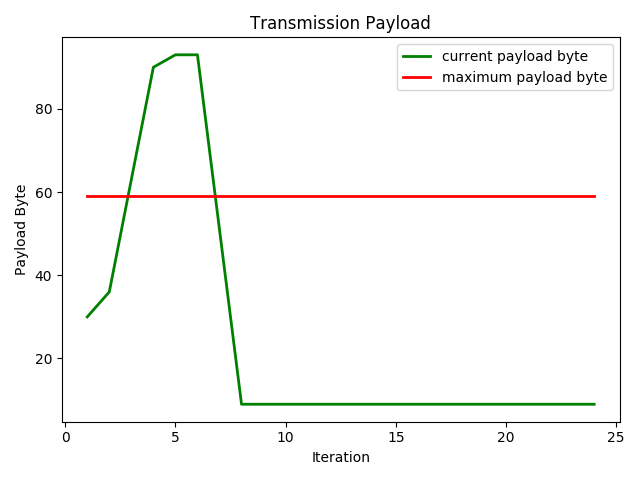 Transmission Payload
current payload byte
maximum payload byte
Payload Byte
80
60
40
20
0
5
10
15
20
25
Iteration